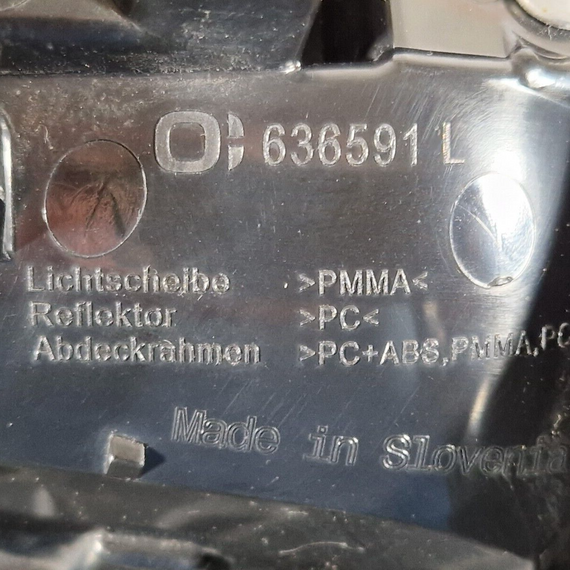 636591 L
Lichtscheibe >PMMA<
Reflektor >PC<
Abdeckrahmen >PC+ABS,PMMA,PC
Made in Slovenia